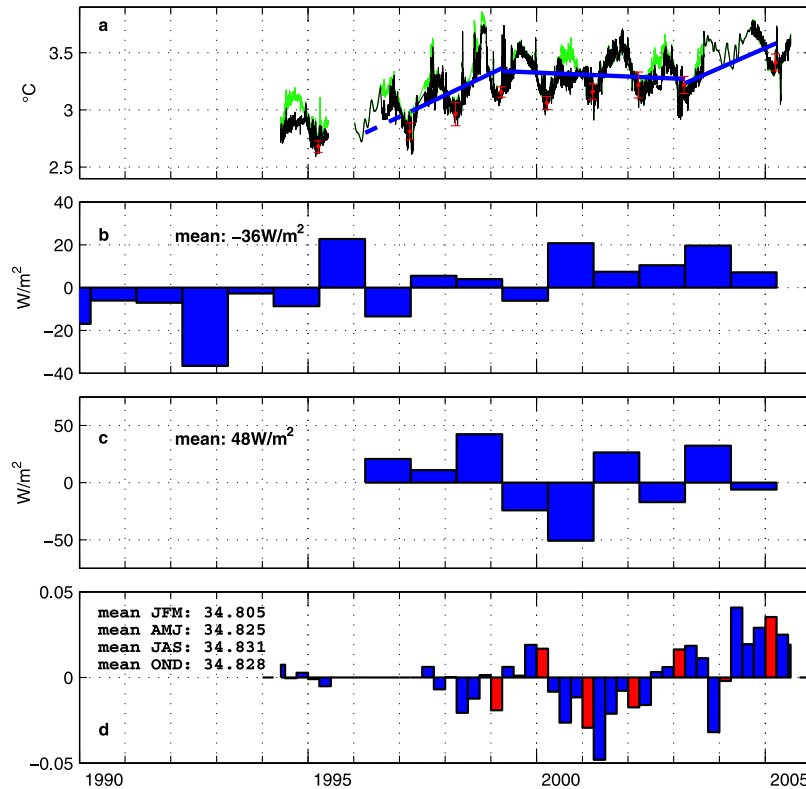 a
3.5
3
2.5
°C
40
20
0
−20
−40
W/m²
b
mean: −36W/m²
50
0
−50
W/m²
c
mean: 48W/m²
0.05
0
−0.05
mean JFM: 34.805
mean AMJ: 34.825
mean JAS: 34.831
mean OND: 34.828
d
1990
1995
2000
2005